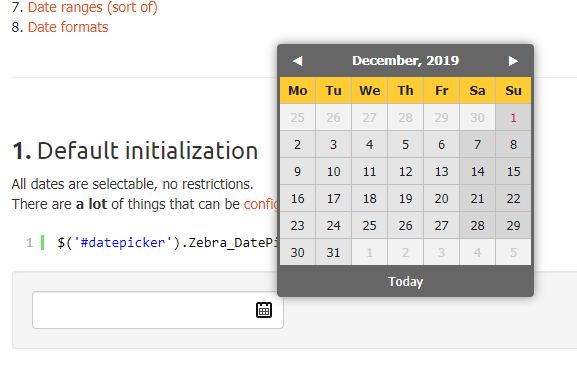 7. Date ranges (sort of)
8. Date formats
December, 2019
Mo Tu We Th Fr Sa Su
25 26 27 28 29 30 1
2 3 4 5 6 7 8
9 10 11 12 13 14 15
16 17 18 19 20 21 22
23 24 25 26 27 28 29
30 31 1 2 3 4 5
Today
1. Default initialization
All dates are selectable, no restrictions.
There are a lot of things that can be config
1 $('#datepicker').Zebra_DatePi